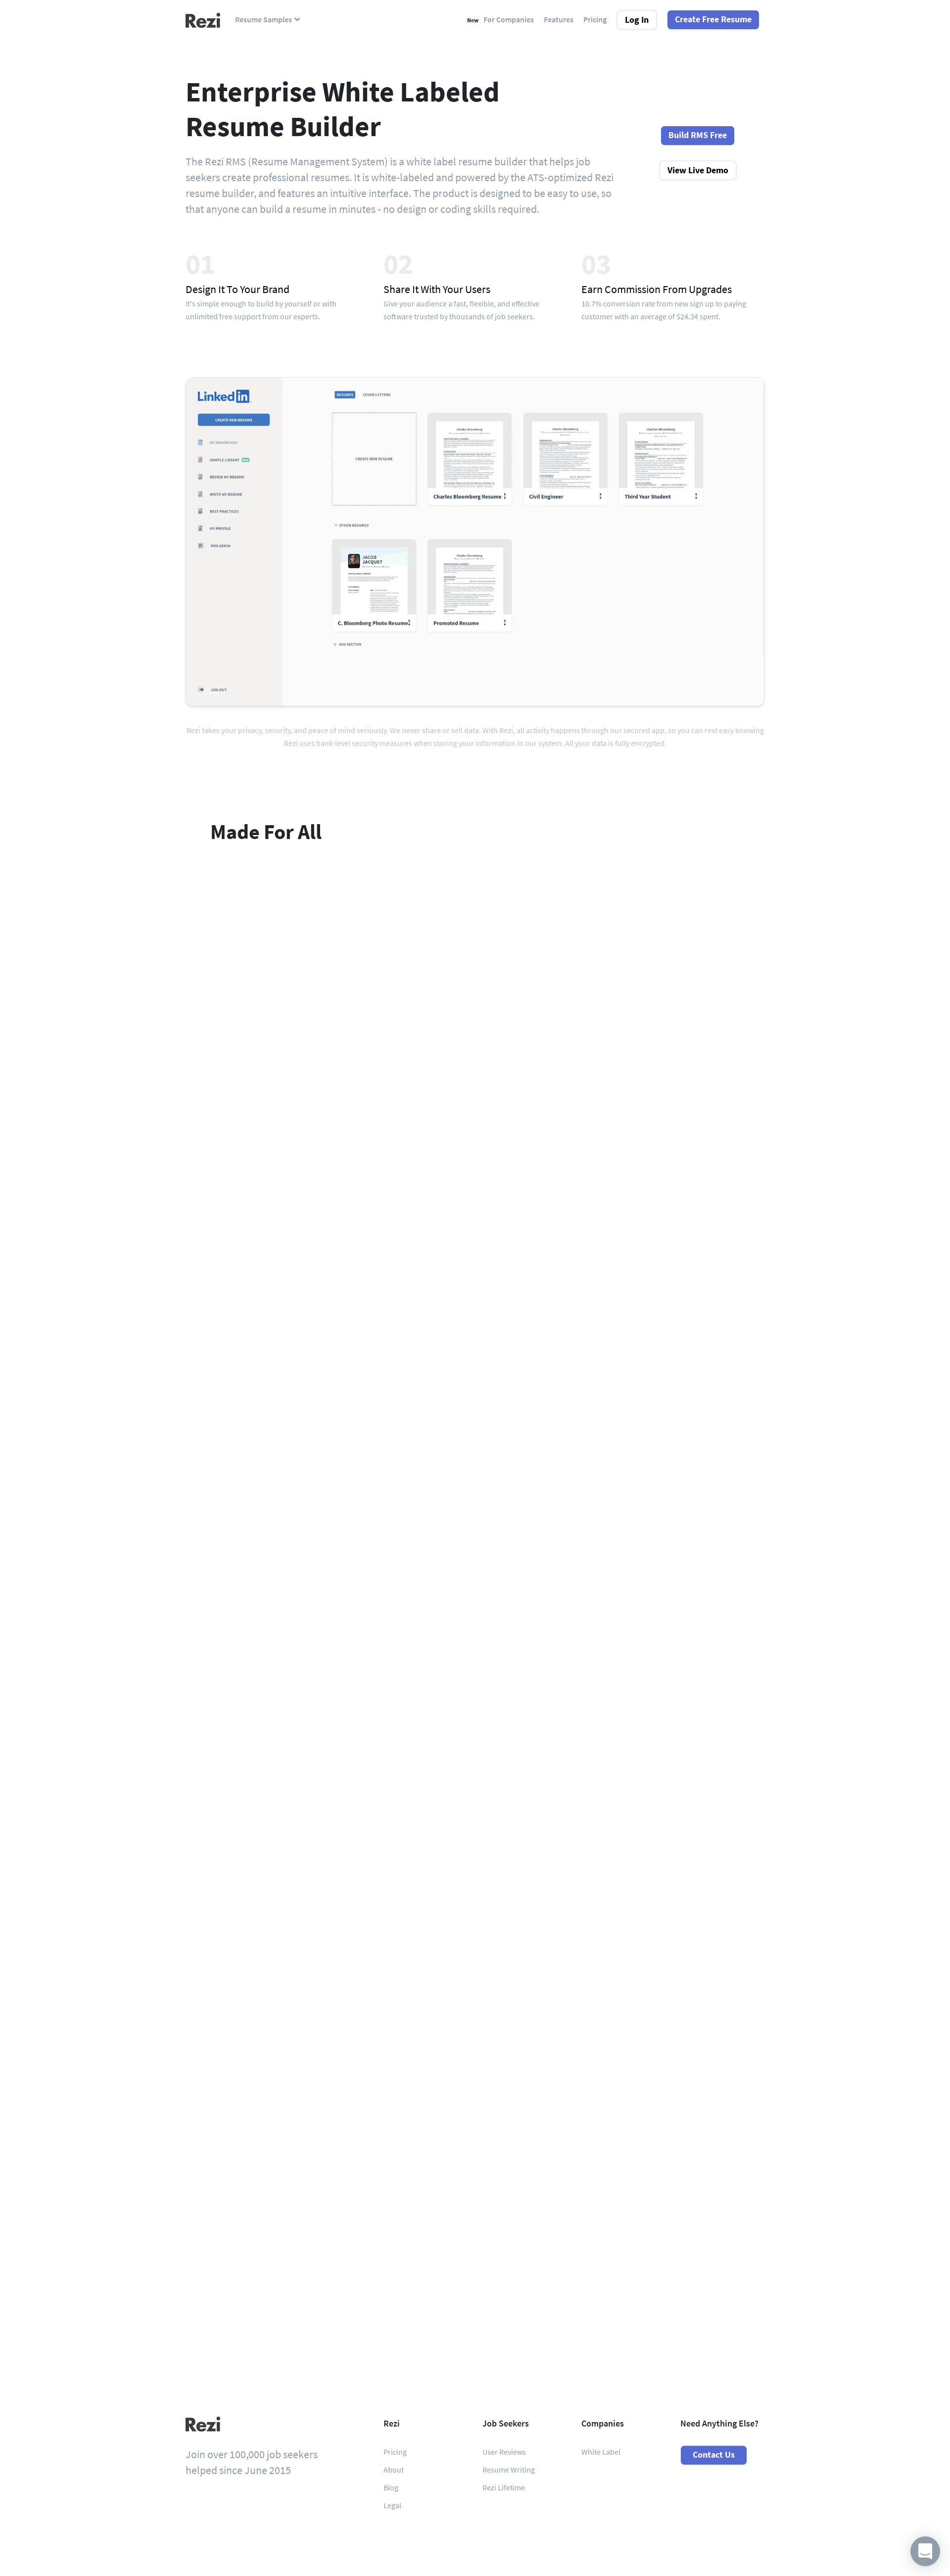 Rezi
Resume Samples
New For Companies Features Pricing Log In Create Free Resume
Enterprise White Labeled
Resume Builder
The Rezi RMS (Resume Management System) is a white label resume builder that helps job
seekers create professional resumes. It is white-labeled and powered by the ATS-optimized Rezi
resume builder, and features an intuitive interface. The product is designed to be easy to use, so
that anyone can build a resume in minutes - no design or coding skills required.
Build RMS Free
View Live Demo
01
Design It To Your Brand
It's simple enough to build by yourself or with
unlimited free support from our experts.
02
Share It With Your Users
Give your audience a fast, flexible, and effective
software trusted by thousands of job seekers.
03
Earn Commission From Upgrades
10.7% conversion rate from new sign up to paying
customer with an average of $24.34 spent.
Linked in
CREATE NEW RESUME
MY DASHBOARD
SAMPLE LIBRARY
REVIEW MY RESUME
WRITE MY RESUME
BEST PRACTICES
MY PROFILE
RMS ADMIN
LOG OUT
RESUMES COVER LETTERS
CREATE NEW RESUME
Charles Bloomberg Resume
Civil Engineer
Third Year Student
OTHER RESUMES
JACOB
JACQUET
C. Bloomberg Photo Resume
Promoted Resume
ADD SECTION
Rezi takes your privacy, security, and peace of mind seriously. We never share or sell data. With Rezi, all activity happens through our secured app, so you can rest easy knowing
Rezi uses bank-level security measures when storing your information in our system. All your data is fully encrypted.
Made For All
Rezi
Join over 100,000 job seekers
helped since June 2015
Rezi
Pricing
About
Blog
Legal
Job Seekers
User Reviews
Resume Writing
Rezi Lifetime
Companies
White Label
Need Anything Else?
Contact Us